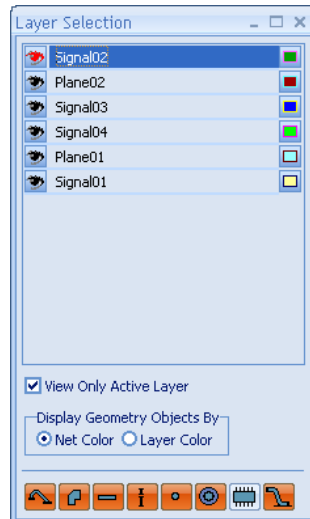 Layer Selection
Signal02
Plane02
Signal03
Signal04
Plane01
Signal01
View Only Active Layer
Display Geometry Objects By
Net Color Layer Color